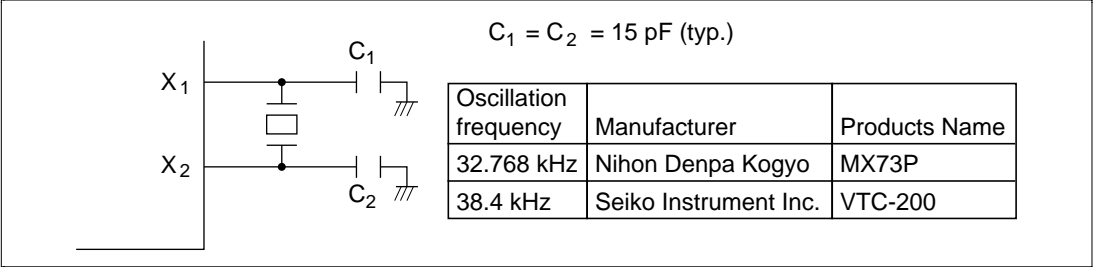 C1 = C2 = 15 pF (typ.)
C1
X1
X2
C2
Oscillation
frequency Manufacturer Products Name
32.768 kHz Nihon Denpa Kogyo MX73P
38.4 kHz Seiko Instrument Inc. VTC-200